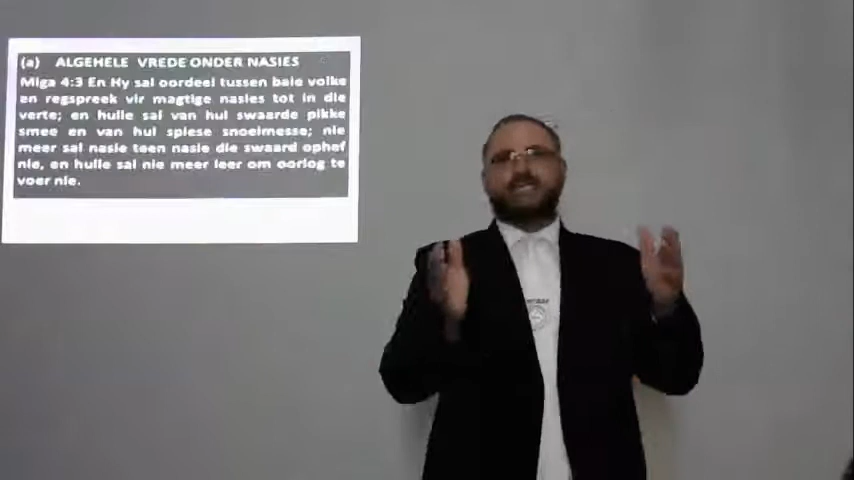 (a) ALGEHELE VREDE ONDER NASIES
Miga 4:3 En Hy sal oordeel tussen baie volke
en regspreek vir magtige nasies tot in die
verte; en hulle sal van hul swaarde pikke
smee en van hul spiese snoeimesse; nie
meer sal nasie teen nasie die swaard ophef
nie, en hulle sal nie meer leer om oorlog te
voer nie.